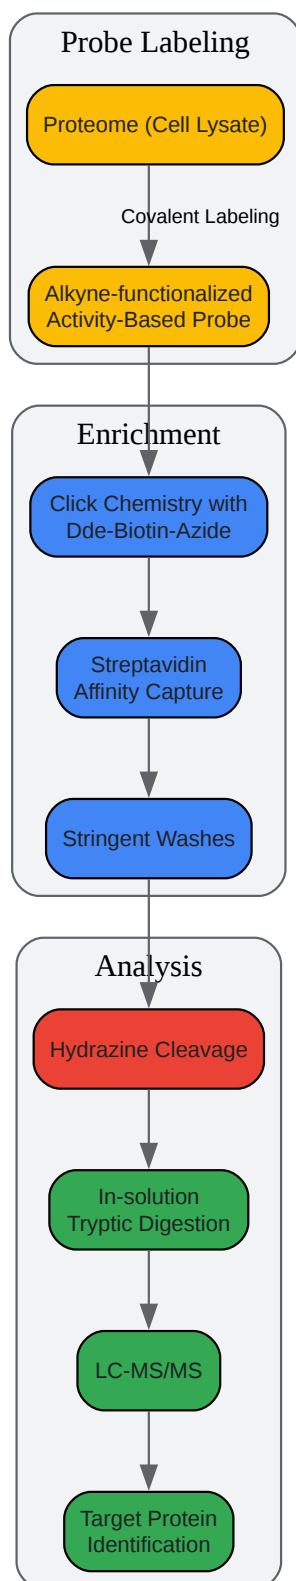 Probe Labeling
Proteome (Cell Lysate)
Covalent Labeling
Alkyne-functionalized
Activity-Based Probe
Enrichment
Click Chemistry with
Dde-Biotin-Azide
Streptavidin
Affinity Capture
Stringent Washes
Analysis
Hydrazine Cleavage
In-solution
Tryptic Digestion
LC-MS/MS
Target Protein
Identification